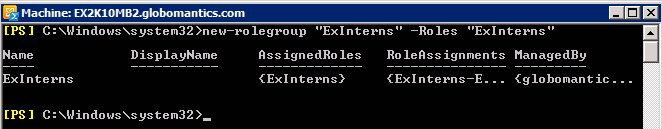 Machine: EX2K10MB2.globomantics.com
[PS] C:\Windows\system32>new-rolegroup "ExInterns" -Roles "ExInterns"
Name DisplayName AssignedRoles RoleAssignments ManagedBy
---- ----------- ------------- --------------- ---------
ExInterns {ExInterns} {ExInterns-E... {globomantic...
[PS] C:\Windows\system32>_